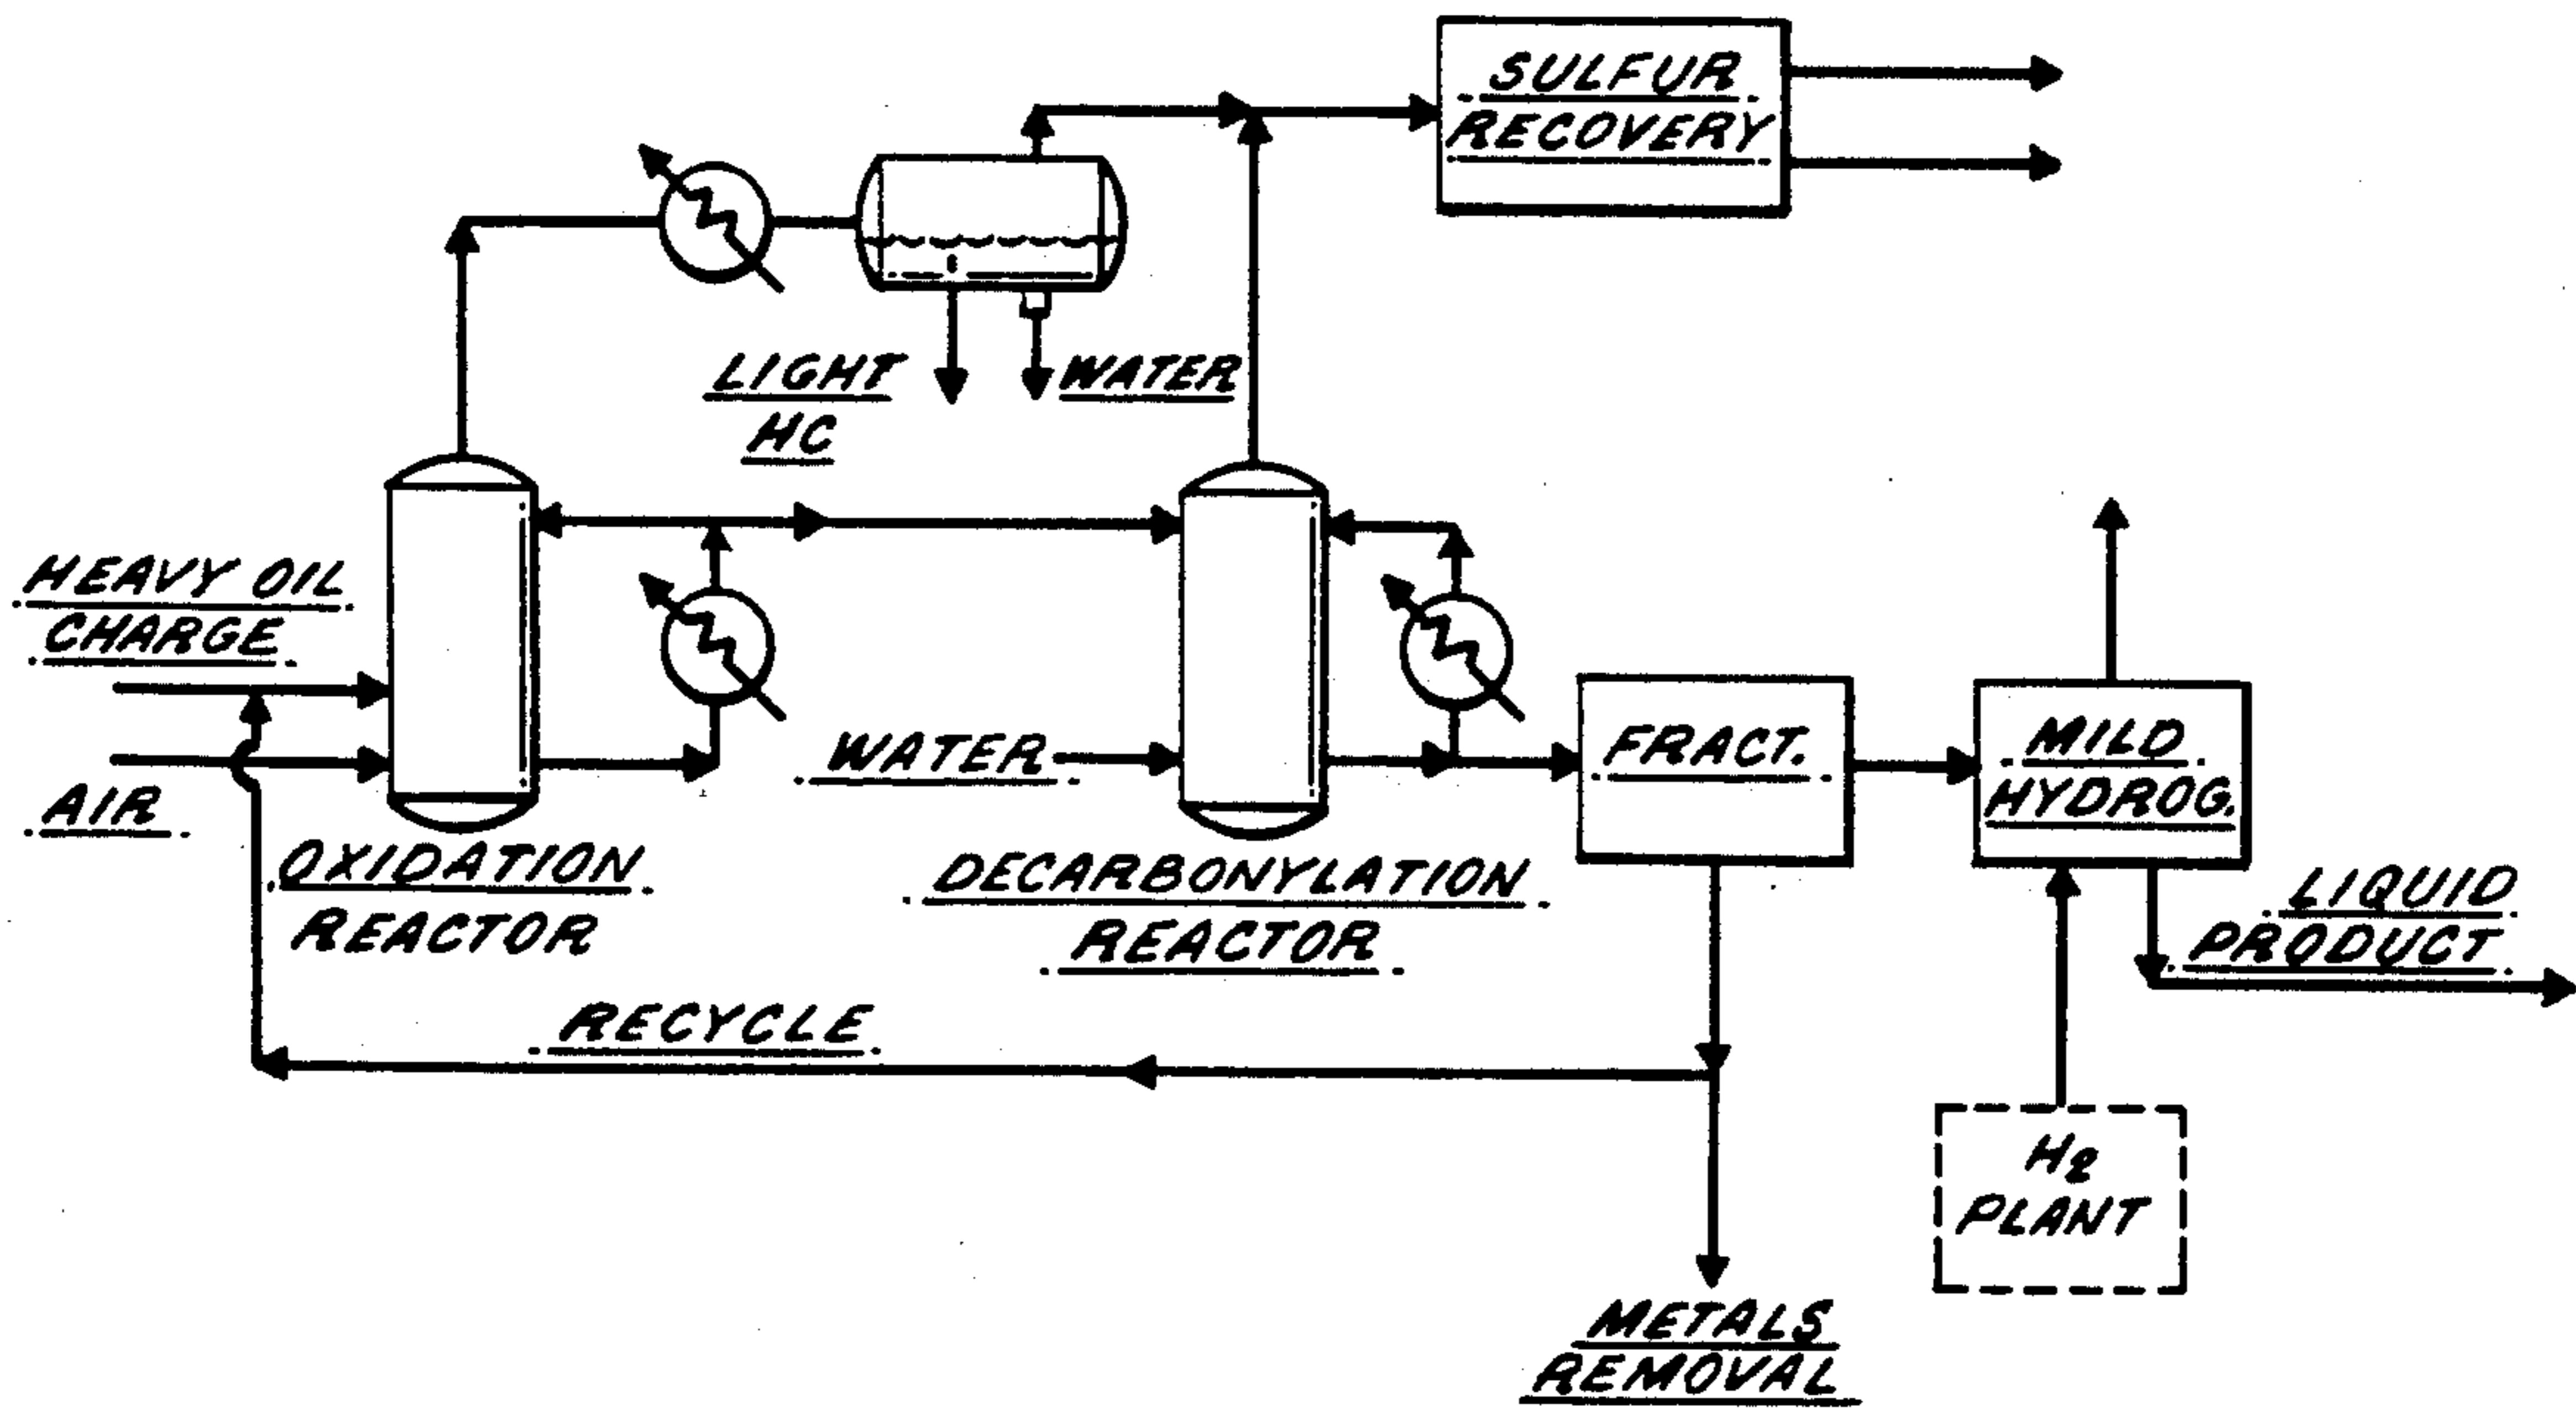 SULFUR
RECOVERY
LIGHT
HC
WATER
HEAVY OIL
CHARGE
AIR
OXIDATION
REACTOR
WATER
DECARBONYLATION
REACTOR
FRACT.
MILD
HYDROG.
LIQUID
PRODUCT
RECYCLE
H2
PLANT
METALS
REMOVAL